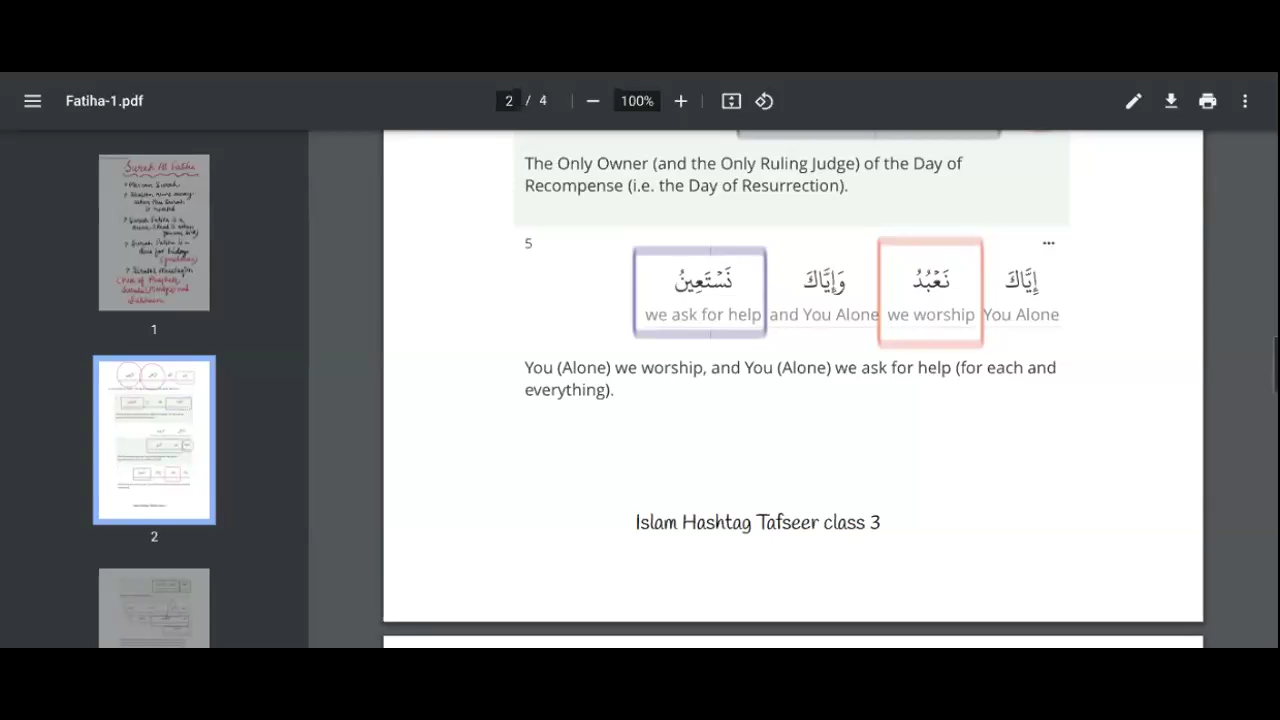 Fatiha-1.pdf
2 / 4
100%
Surah Al Fatiha
1
2
The Only Owner (and the Only Ruling Judge) of the Day of
Recompense (i.e. the Day of Resurrection).
5
إِيَّاكَ نَعْبُدُ وَإِيَّاكَ نَسْتَعِينُ
You Alone we worship and You Alone we ask for help
You (Alone) we worship, and You (Alone) we ask for help (for each and
everything).
Islam Hashtag Tafseer class 3